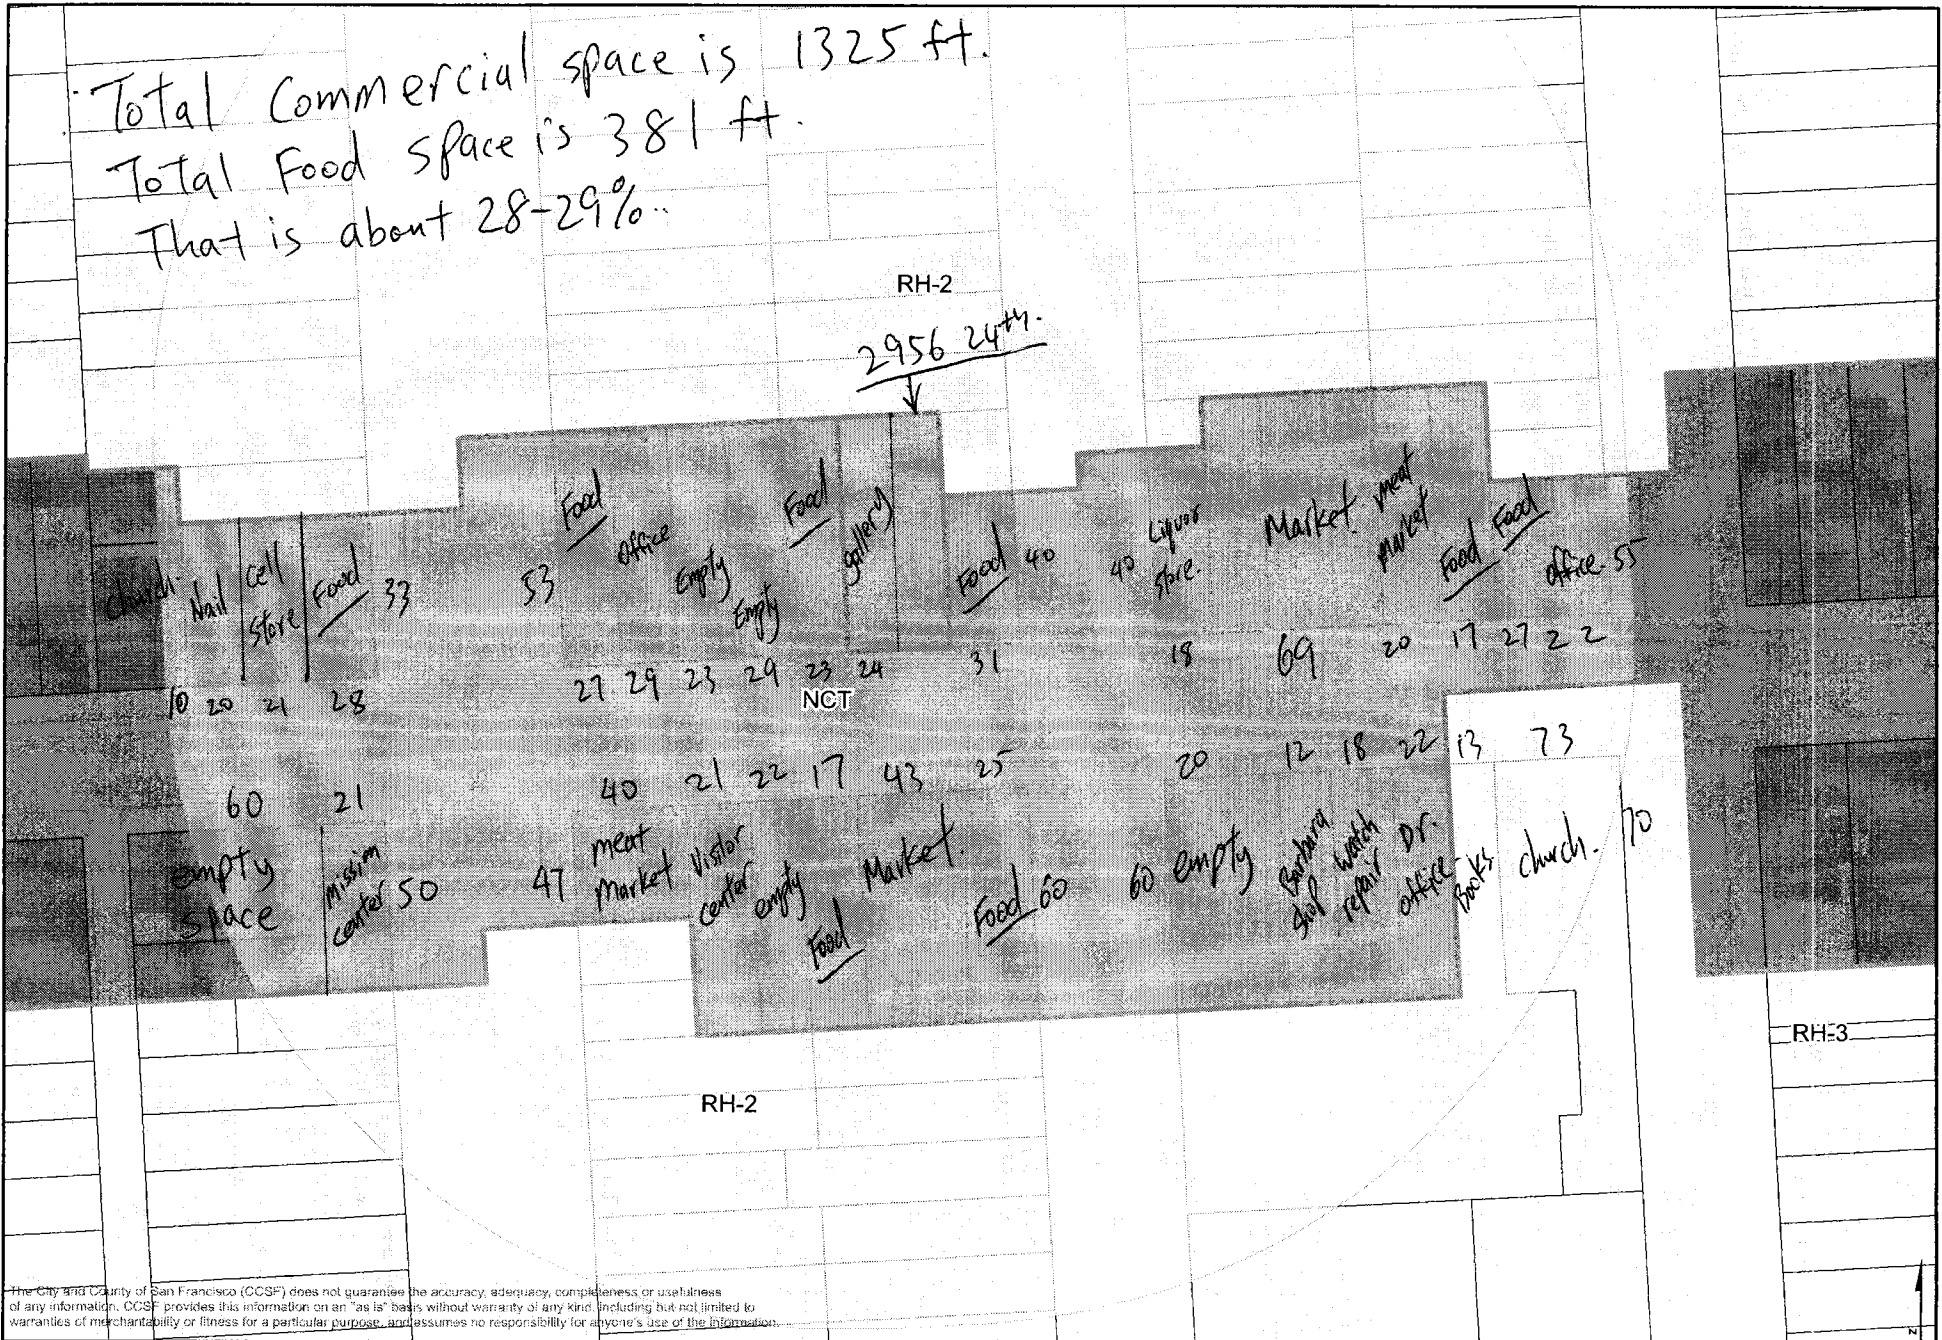 Total Commercial space is 1325 ft.
Total Food space is 381 ft.
That is about 28-29%..
RH-2
2956 24th.
Church. Nail cell store Food 33
53 Food office Empty Empty Food gallery
Food 40
40 Liquor store. Market. meat market Food Food office. 55
10 20 21 28
27 29 23 29 23 24 31
18 69 20 17 27 2 2
NCT
60 21
40 21 22 17 43 25
20 12 18 22 13 73
empty space mission center 50
47 meat market Visitor center empty Food Market. Food 60
60 empty Barbara shop watch repair Dr. office. Books church. 70
RH-2
RH-3
The City and County of San Francisco (CCSF) does not guarantee the accuracy, adequacy, completeness or usefulness
of any information. CCSF provides this information on an "as is" basis without warranty of any kind, including but not limited to
warranties of merchantability or fitness for a particular purpose, and assumes no responsibility for anyone's use of the information.